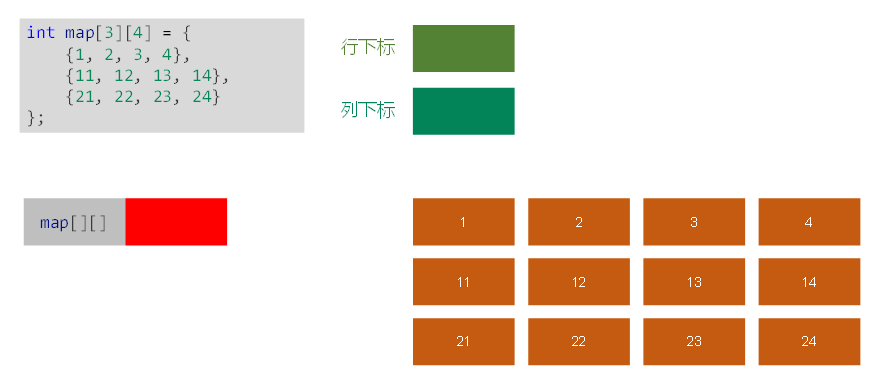 int map[3][4] = {
    {1, 2, 3, 4},
    {11, 12, 13, 14},
    {21, 22, 23, 24}
};
行下标
列下标
map[][]
1 2 3 4
11 12 13 14
21 22 23 24